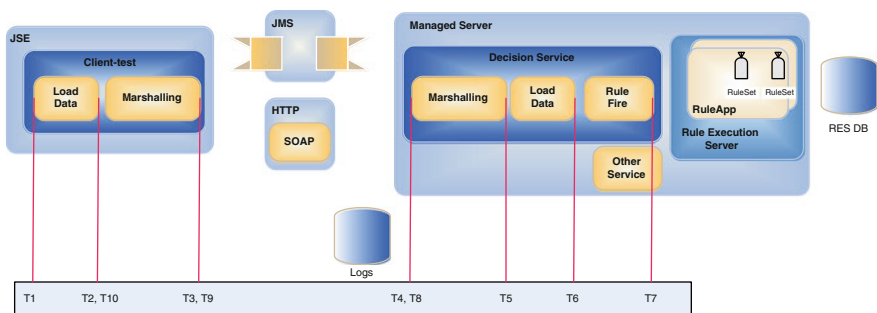 JSE
Client-test
Load
Data
Marshalling
JMS
HTTP
SOAP
Managed Server
Decision Service
Marshalling
Load
Data
Rule
Fire
Other
Service
RuleSet
RuleSet
RuleApp
Rule Execution
Server
RES DB
Logs
T1
T2, T10
T3, T9
T4, T8
T5
T6
T7